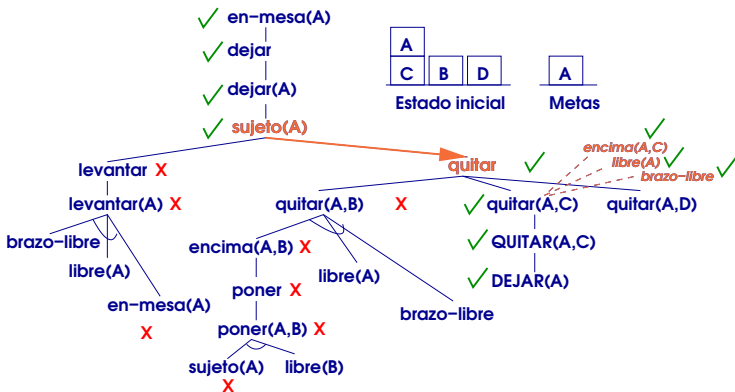 en-mesa(A)
dejar
dejar(A)
sujeto(A)
A
C B D
A
Estado inicial Metas
encima(A,C)
libre(A)
brazo-libre
levantar X
quitar
levantar(A) X
quitar(A,B) X quitar(A,C) quitar(A,D)
brazo-libre
encima(A,B) X
QUITAR(A,C)
libre(A)
libre(A)
DEJAR(A)
en-mesa(A)
X
poner X
brazo-libre
poner(A,B) X
sujeto(A) libre(B)
X